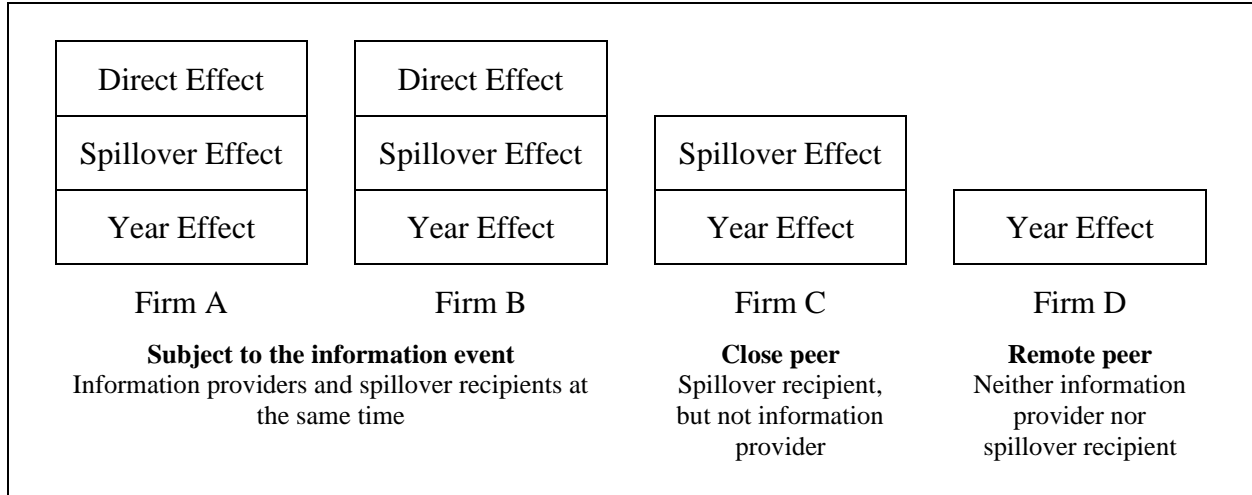 Direct Effect
Spillover Effect
Year Effect
Firm A
Direct Effect
Spillover Effect
Year Effect
Firm B
Subject to the information event
Information providers and spillover recipients at
the same time
Spillover Effect
Year Effect
Firm C
Close peer
Spillover recipient,
but not information
provider
Year Effect
Firm D
Remote peer
Neither information
provider nor
spillover recipient